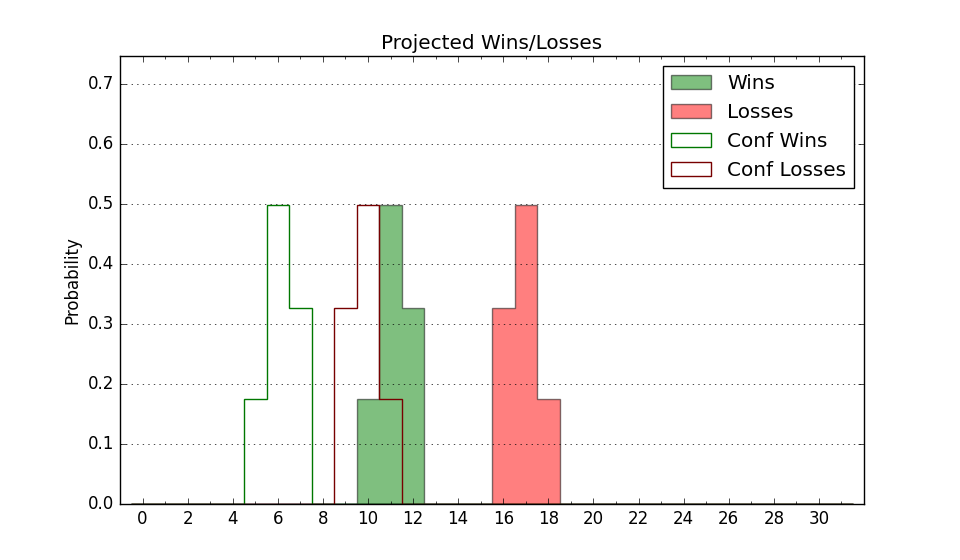 Projected Wins/Losses
Wins
Losses
Conf Wins
Conf Losses
Probability
0.7
0.6
0.5
0.4
0.3
0.2
0.1
0.0
0 2 4 6 8 10 12 14 16 18 20 22 24 26 28 30